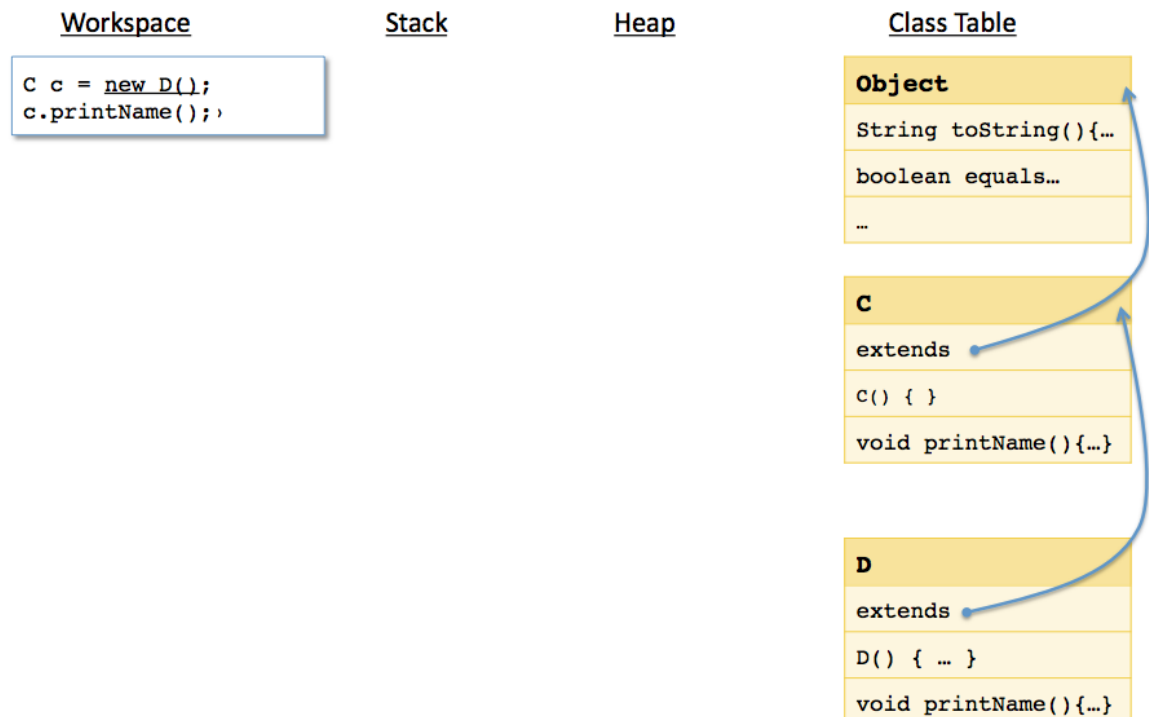 Workspace
Stack
Heap
Class Table
C c = new D();
c.printName();›
Object
String toString(){…
boolean equals…
…
C
extends
C() { }
void printName(){…}
D
extends
D() { … }
void printName(){…}